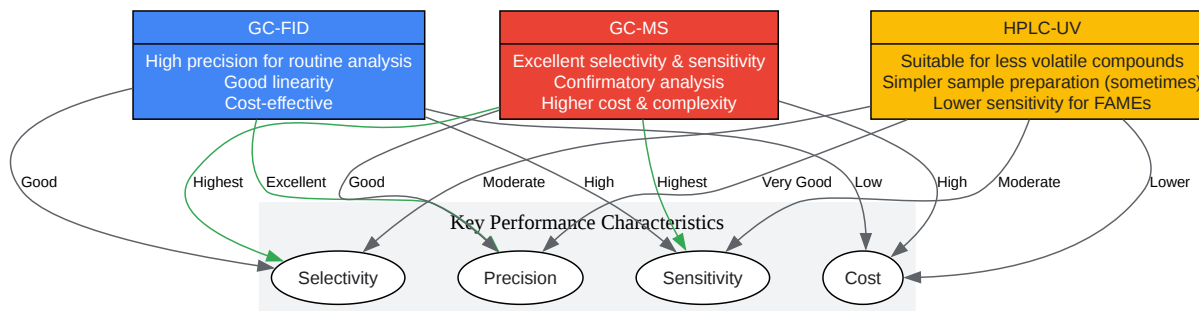 GC-FID
High precision for routine analysis
Good linearity
Cost-effective
GC-MS
Excellent selectivity & sensitivity
Confirmatory analysis
Higher cost & complexity
HPLC-UV
Suitable for less volatile compounds
Simpler sample preparation (sometimes)
Lower sensitivity for FAMEs
Good
Highest
Excellent
Good
Moderate
High
Highest
Very Good
Low
High
Moderate
Lower
Key Performance Characteristics
Selectivity
Precision
Sensitivity
Cost